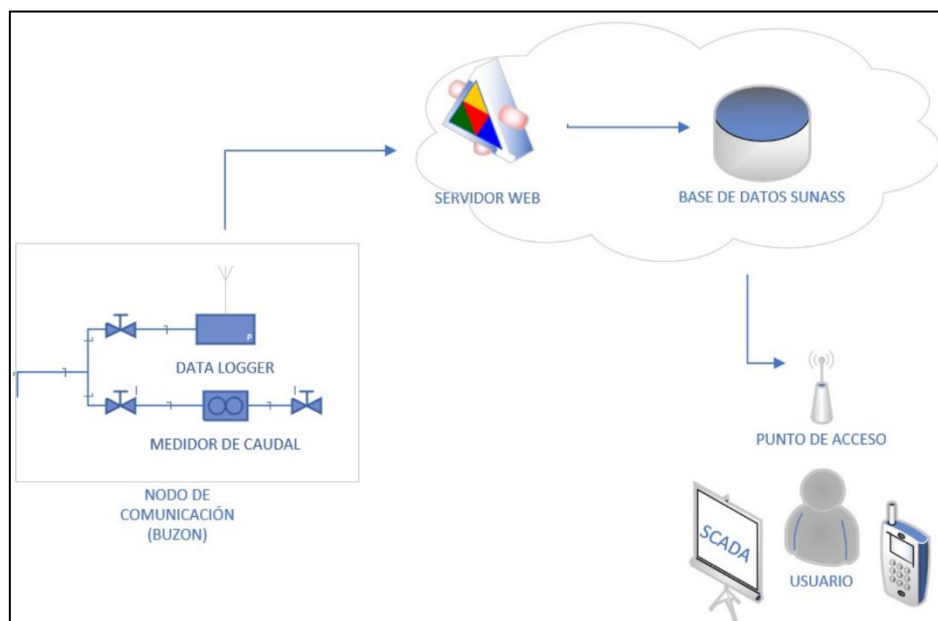 SERVIDOR WEB
BASE DE DATOS SUNASS
P
DATA LOGGER
MEDIDOR DE CAUDAL
NODO DE
COMUNICACIÓN
(BUZON)
PUNTO DE ACCESO
SCADA
USUARIO